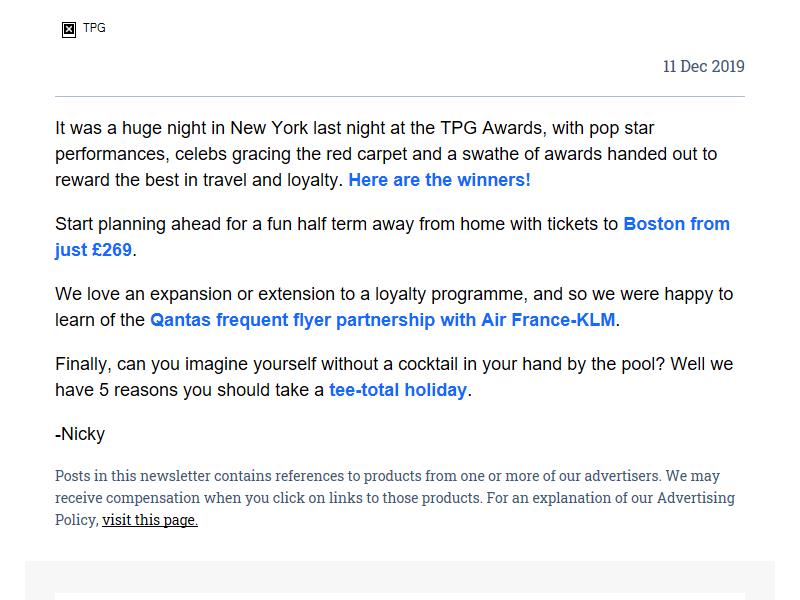 TPG
11 Dec 2019
It was a huge night in New York last night at the TPG Awards, with pop star
performances, celebs gracing the red carpet and a swathe of awards handed out to
reward the best in travel and loyalty. Here are the winners!
Start planning ahead for a fun half term away from home with tickets to Boston from
just £269.
We love an expansion or extension to a loyalty programme, and so we were happy to
learn of the Qantas frequent flyer partnership with Air France-KLM.
Finally, can you imagine yourself without a cocktail in your hand by the pool? Well we
have 5 reasons you should take a tee-total holiday.
-Nicky
Posts in this newsletter contains references to products from one or more of our advertisers. We may
receive compensation when you click on links to those products. For an explanation of our Advertising
Policy, visit this page.